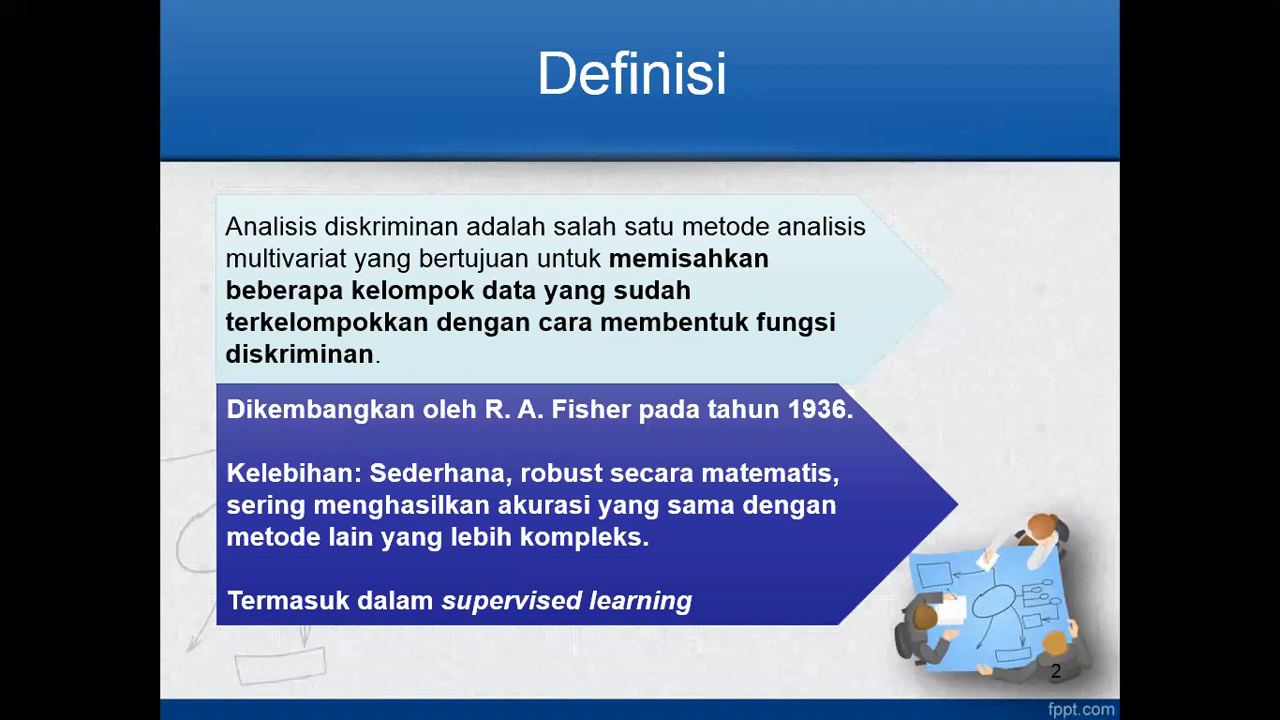 Definisi
Analisis diskriminan adalah salah satu metode analisis
multivariat yang bertujuan untuk memisahkan
beberapa kelompok data yang sudah
terkelompokkan dengan cara membentuk fungsi
diskriminan.
Dikembangkan oleh R. A. Fisher pada tahun 1936.
Kelebihan: Sederhana, robust secara matematis,
sering menghasilkan akurasi yang sama dengan
metode lain yang lebih kompleks.
Termasuk dalam supervised learning
2
fppt.com